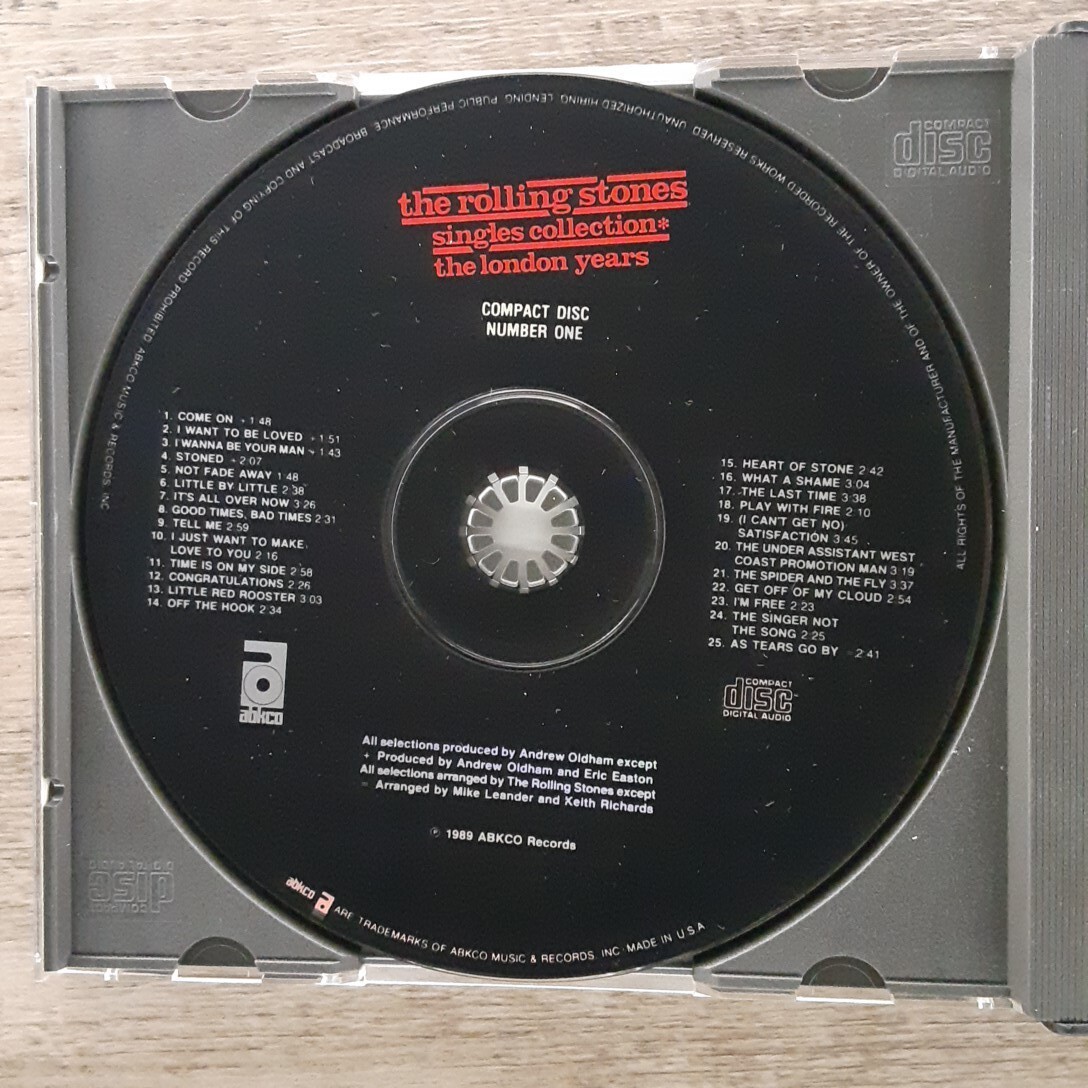 the rolling stones
singles collection*
the london years
COMPACT DISC
NUMBER ONE
1. COME ON + 1:48
2. I WANT TO BE LOVED + 1:51
3. I WANNA BE YOUR MAN + 1:43
4. STONED + 2:07
5. NOT FADE AWAY 1:48
6. LITTLE BY LITTLE 2:38
7. IT'S ALL OVER NOW 3:26
8. GOOD TIMES, BAD TIMES 2:31
9. TELL ME 2:59
10. I JUST WANT TO MAKE
LOVE TO YOU 2:16
11. TIME IS ON MY SIDE 2:58
12. CONGRATULATIONS 2:26
13. LITTLE RED ROOSTER 3:03
14. OFF THE HOOK 2:34
15. HEART OF STONE 2:42
16. WHAT A SHAME 3:04
17. THE LAST TIME 3:38
18. PLAY WITH FIRE 2:10
19. (I CAN'T GET NO)
SATISFACTION 3:45
20. THE UNDER ASSISTANT WEST
COAST PROMOTION MAN 3:19
21. THE SPIDER AND THE FLY 3:37
22. GET OFF OF MY CLOUD 2:54
23. I'M FREE 2:23
24. THE SINGER NOT
THE SONG 2:25
25. AS TEARS GO BY = 2:41
abkco
COMPACT
disc
DIGITAL AUDIO
All selections produced by Andrew Oldham except
+ Produced by Andrew Oldham and Eric Easton
All selections arranged by The Rolling Stones except
= Arranged by Mike Leander and Keith Richards
℗ 1989 ABKCO Records
abkco a ARE TRADEMARKS OF ABKCO MUSIC & RECORDS, INC. MADE IN U.S.A.
ALL RIGHTS OF THE MANUFACTURER AND OF THE OWNER OF THE RECORDED WORKS RESERVED. UNAUTHORIZED HIRING, LENDING, PUBLIC PERFORMANCE, BROADCAST AND COPYING OF THIS RECORD PROHIBITED. ABKCO MUSIC & RECORDS, INC.
COMPACT
disc
DIGITAL AUDIO
COMPACT
disc
DIGITAL AUDIO